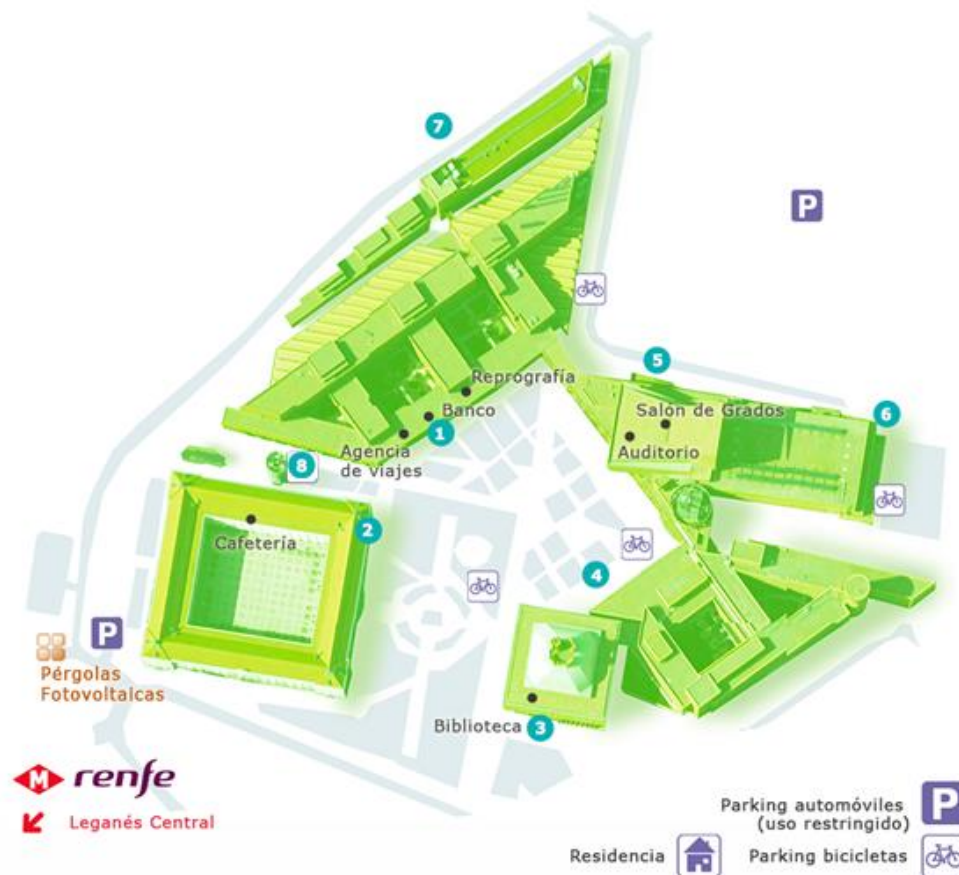 7
P
5
Reprografía
6
Salón de Grados
Banco
1
Auditorio
Agencia
de viajes
8
2
Cafetería
4
P
Pérgolas
Fotovoltaicas
Biblioteca 3
M renfe
Leganés Central
Parking automóviles
(uso restringido) P
Residencia
Parking bicicletas